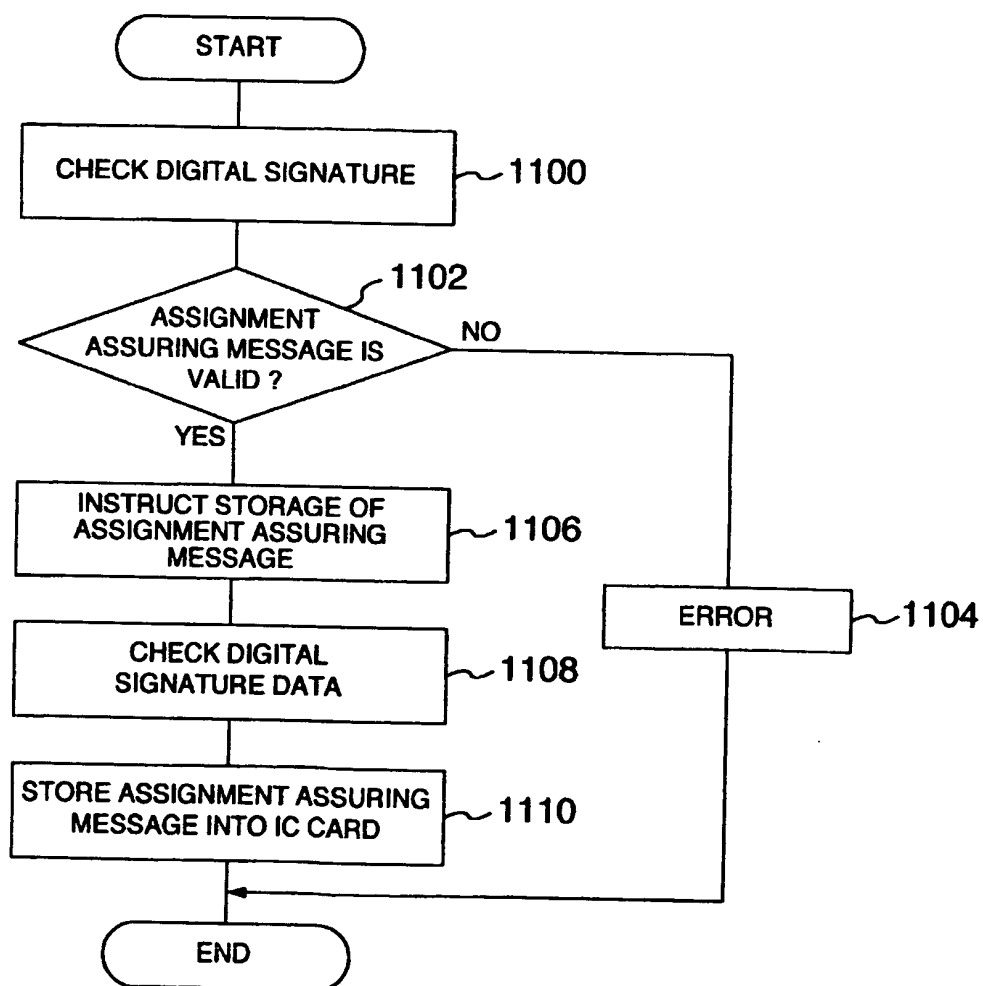 START
CHECK DIGITAL SIGNATURE
1100
1102
ASSIGNMENT
ASSURING MESSAGE IS
VALID ?
NO
YES
INSTRUCT STORAGE OF
ASSIGNMENT ASSURING
MESSAGE
1106
ERROR
1104
CHECK DIGITAL
SIGNATURE DATA
1108
STORE ASSIGNMENT ASSURING
MESSAGE INTO IC CARD
1110
END